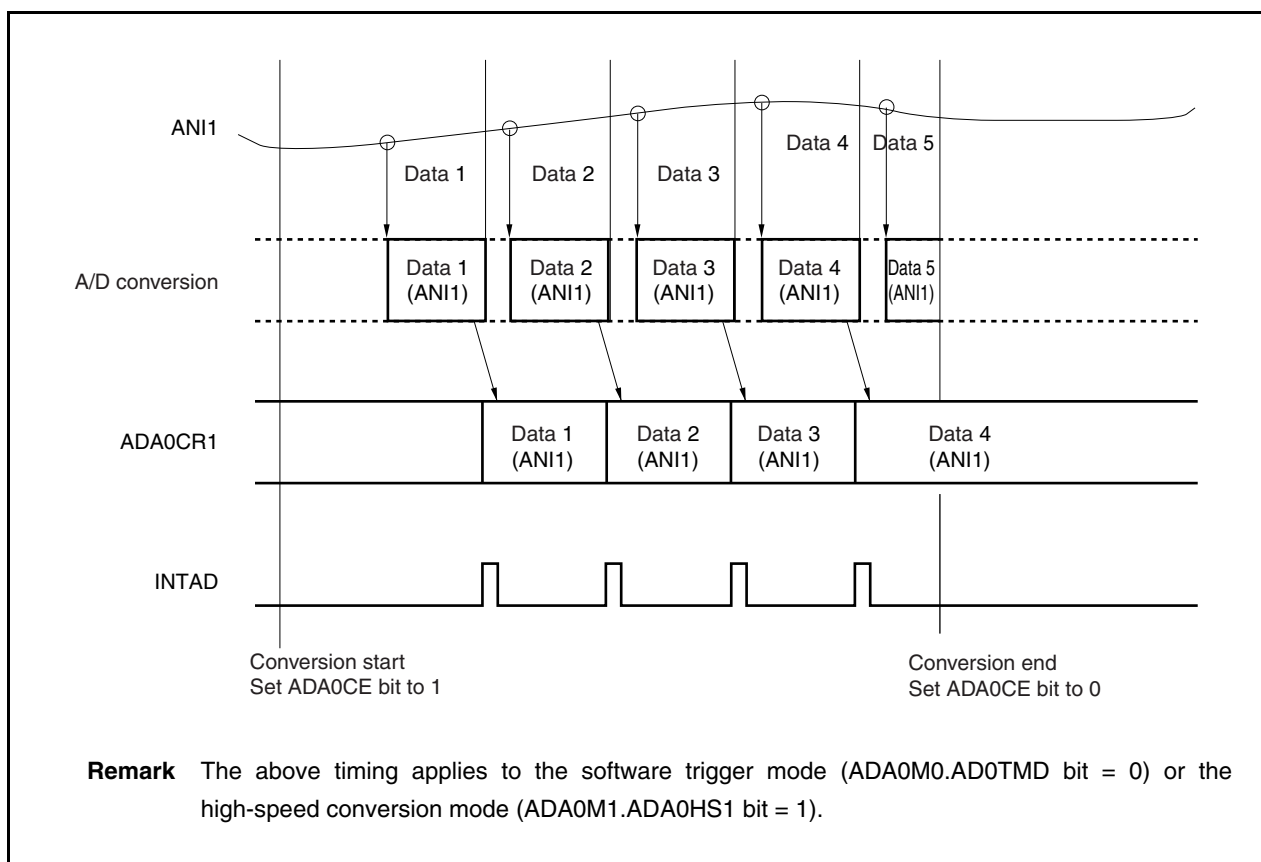 ANI1
Data 1
Data 2
Data 3
Data 4
Data 5
A/D conversion
Data 1
(ANI1)
Data 2
(ANI1)
Data 3
(ANI1)
Data 4
(ANI1)
Data 5
(ANI1)
ADA0CR1
Data 1
(ANI1)
Data 2
(ANI1)
Data 3
(ANI1)
Data 4
(ANI1)
INTAD
Conversion start
Set ADA0CE bit to 1
Conversion end
Set ADA0CE bit to 0
Remark The above timing applies to the software trigger mode (ADA0M0.AD0TMD bit = 0) or the
high-speed conversion mode (ADA0M1.ADA0HS1 bit = 1).